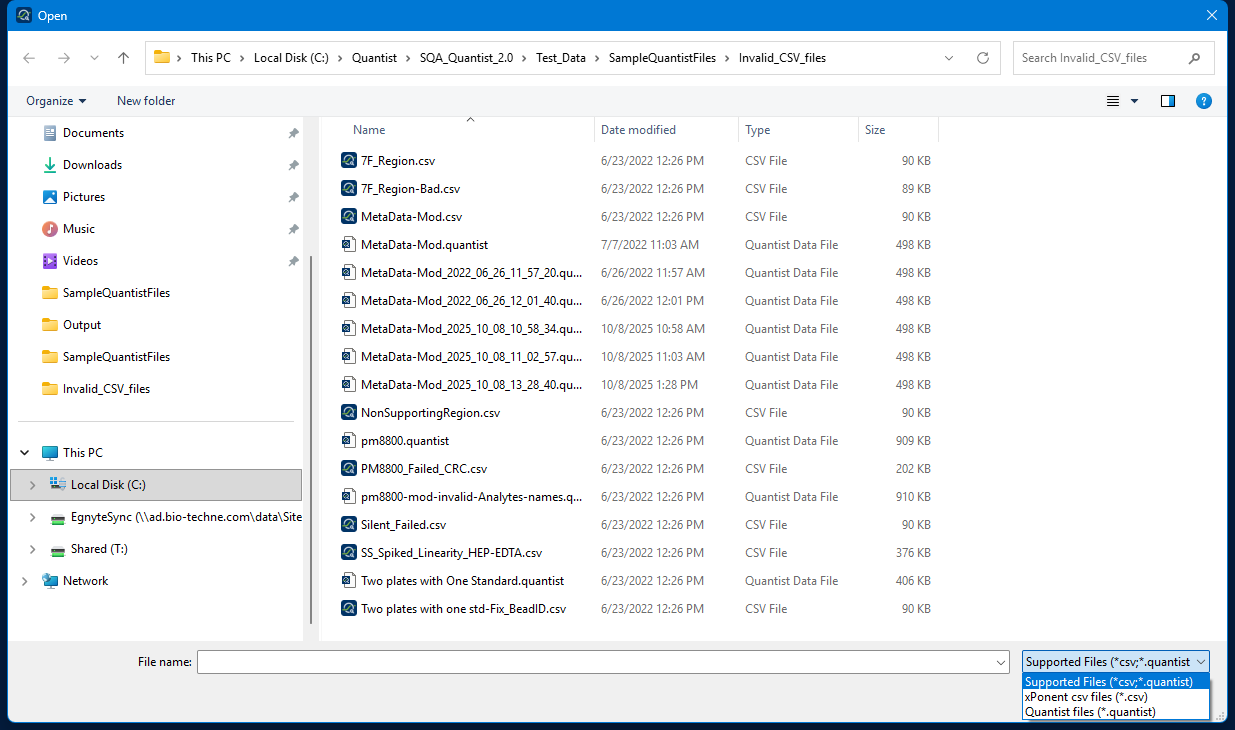 Open
This PC > Local Disk (C:) > Quantist > SQA_Quantist_2.0 > Test_Data > SampleQuantistFiles > Invalid_CSV_files
Search Invalid_CSV_files
Organize New folder
Documents
Downloads
Pictures
Music
Videos
SampleQuantistFiles
Output
SampleQuantistFiles
Invalid_CSV_files
This PC
Local Disk (C:)
EgnyteSync (\\ad.bio-techne.com\data\Site
Shared (T:)
Network
Name Date modified Type Size
7F_Region.csv 6/23/2022 12:26 PM CSV File 90 KB
7F_Region-Bad.csv 6/23/2022 12:26 PM CSV File 89 KB
MetaData-Mod.csv 6/23/2022 12:26 PM CSV File 90 KB
MetaData-Mod.quantist 7/7/2022 11:03 AM Quantist Data File 498 KB
MetaData-Mod_2022_06_26_11_57_20.qu... 6/26/2022 11:57 AM Quantist Data File 498 KB
MetaData-Mod_2022_06_26_12_01_40.qu... 6/26/2022 12:01 PM Quantist Data File 498 KB
MetaData-Mod_2025_10_08_10_58_34.qu... 10/8/2025 10:58 AM Quantist Data File 498 KB
MetaData-Mod_2025_10_08_11_02_57.qu... 10/8/2025 11:03 AM Quantist Data File 498 KB
MetaData-Mod_2025_10_08_13_28_40.qu... 10/8/2025 1:28 PM Quantist Data File 498 KB
NonSupportingRegion.csv 6/23/2022 12:26 PM CSV File 90 KB
pm8800.quantist 6/23/2022 12:26 PM Quantist Data File 909 KB
PM8800_Failed_CRC.csv 6/23/2022 12:26 PM CSV File 202 KB
pm8800-mod-invalid-Analytes-names.q... 6/23/2022 12:26 PM Quantist Data File 910 KB
Silent_Failed.csv 6/23/2022 12:26 PM CSV File 90 KB
SS_Spiked_Linearity_HEP-EDTA.csv 6/23/2022 12:26 PM CSV File 376 KB
Two plates with One Standard.quantist 6/23/2022 12:26 PM Quantist Data File 406 KB
Two plates with one std-Fix_BeadID.csv 6/23/2022 12:26 PM CSV File 90 KB
File name:
Supported Files (*csv;*.quantist
Supported Files (*csv;*.quantist)
xPonent csv files (*.csv)
Quantist files (*.quantist)